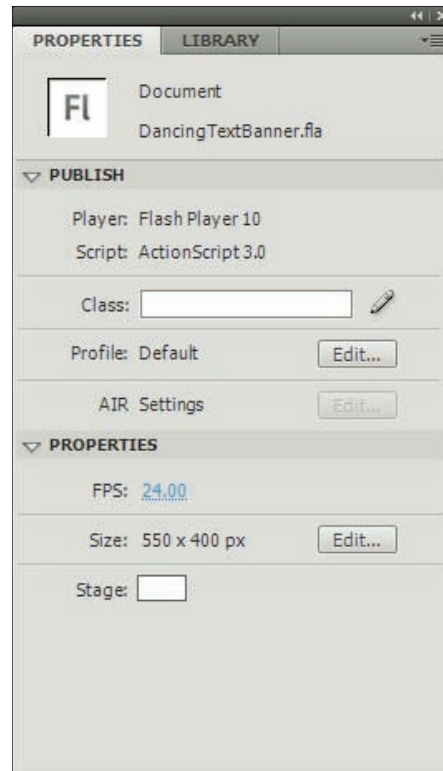 PROPERTIES LIBRARY
Fl
Document
DancingTextBanner.fla
PUBLISH
Player: Flash Player 10
Script: ActionScript 3.0
Class:
Profile: Default Edit...
AIR Settings Edit...
PROPERTIES
FPS: 24.00
Size: 550 x 400 px Edit...
Stage: